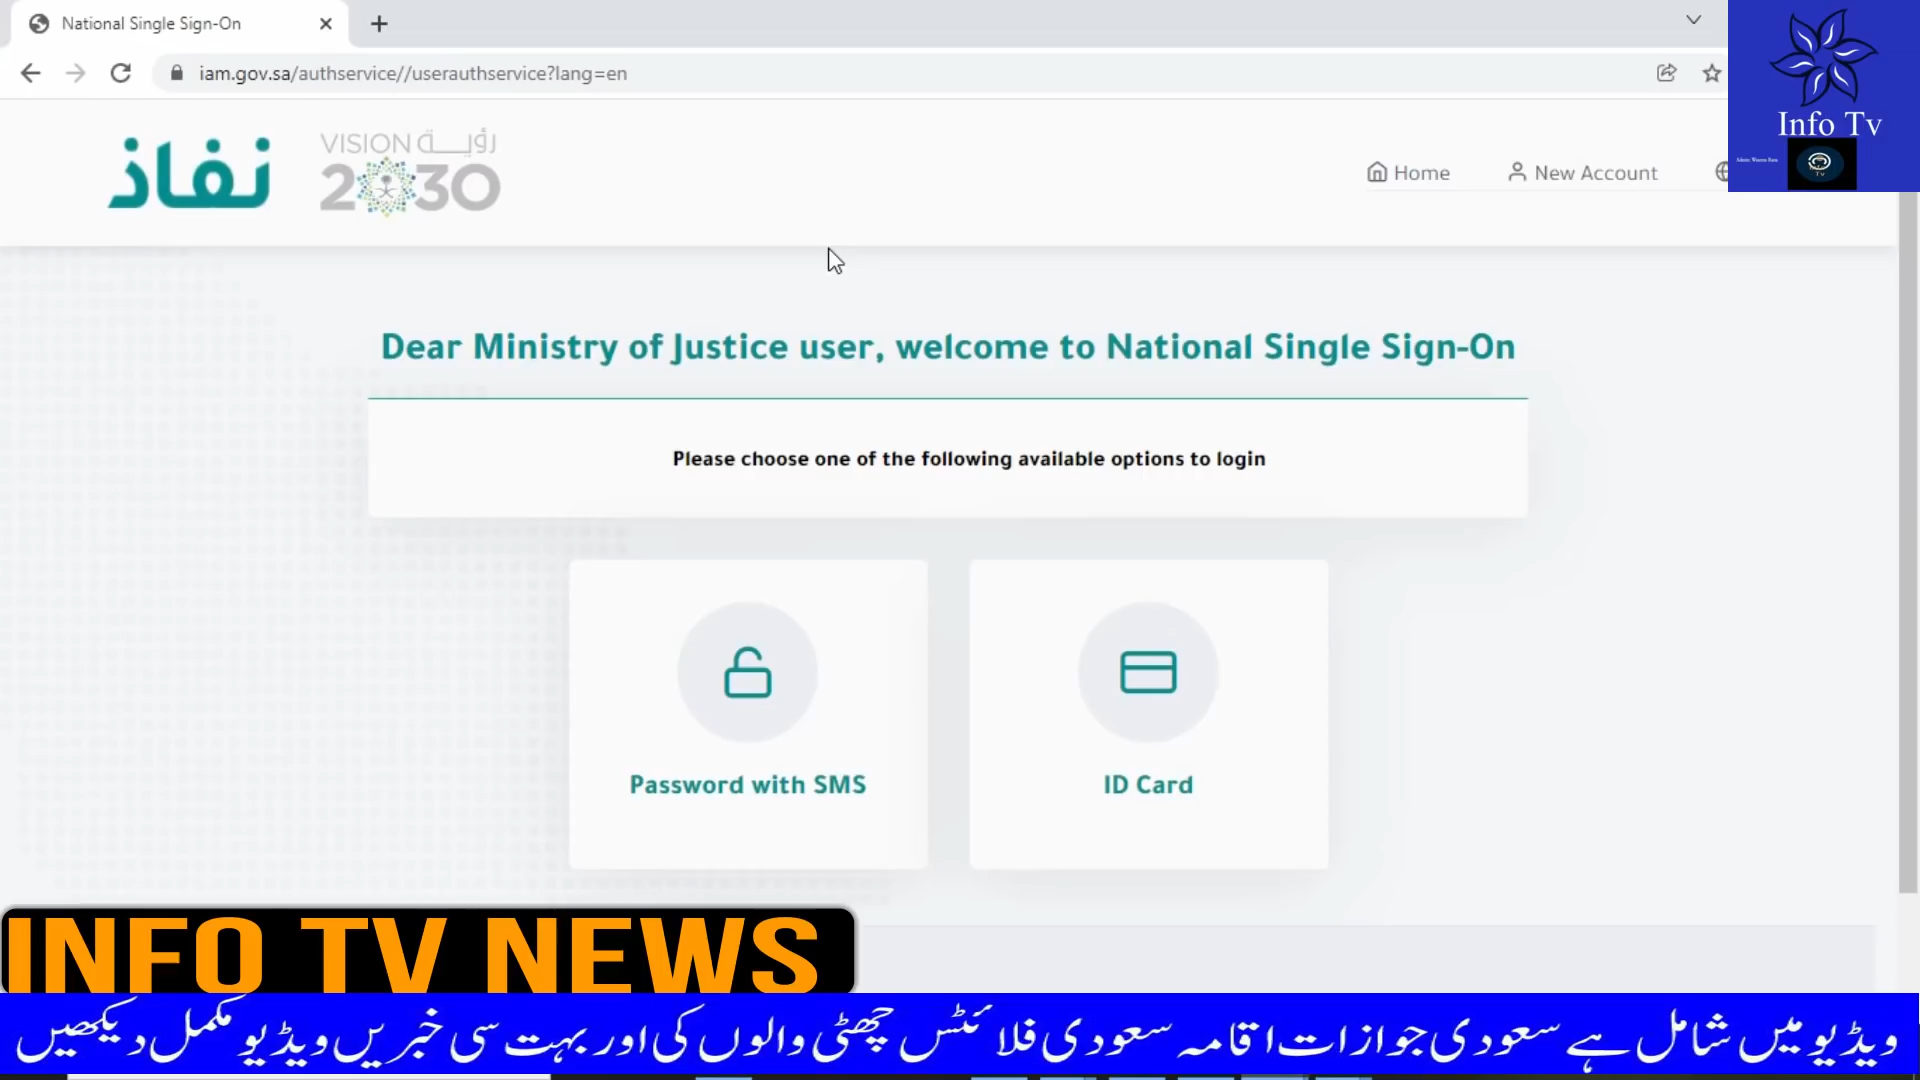 National Single Sign-On
iam.gov.sa/authservice//userauthservice?lang=en
Info Tv
نفاذ
VISION رؤية
2030
Home
New Account
Dear Ministry of Justice user, welcome to National Single Sign-On
Please choose one of the following available options to login
Password with SMS
ID Card
INFO TV NEWS
ویڈیو میں شامل ہے سعودی جوازات اقامہ سعودی فلائٹس چھٹی والوں کی اور بہت سی خبریں ویڈیو مکمل دیکھیں